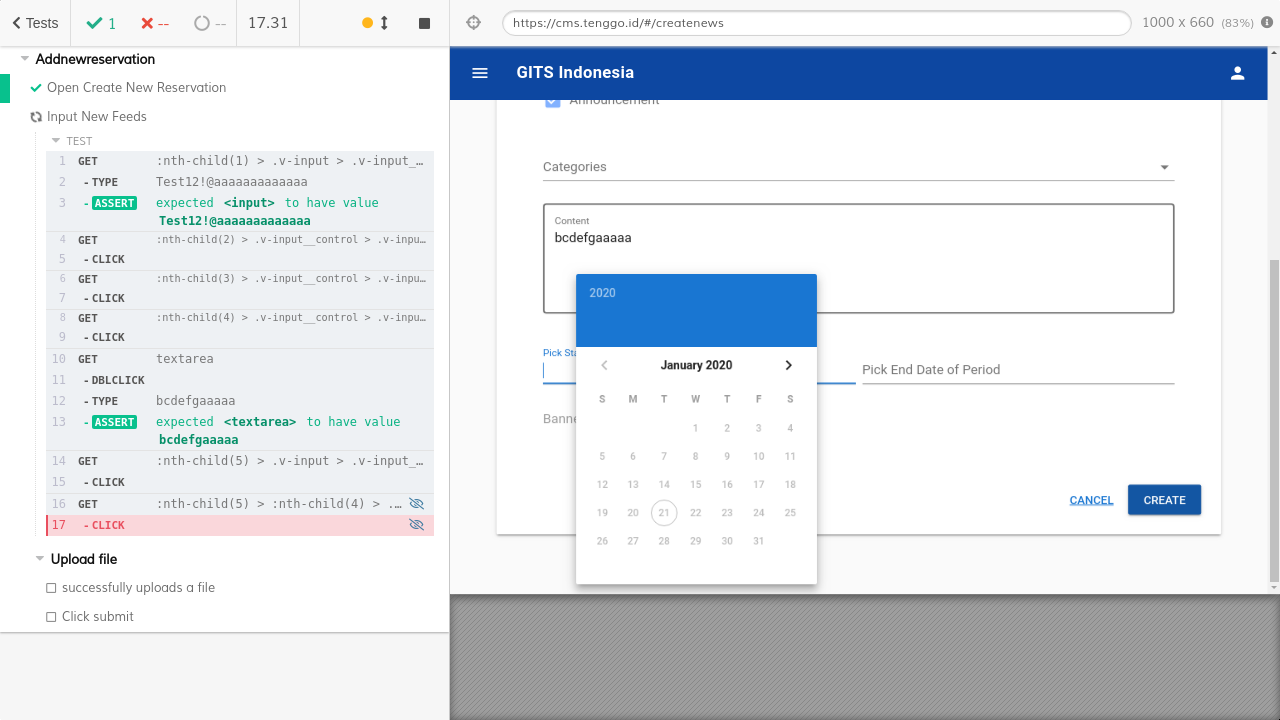 Tests
1
--
--
17.31
https://cms.tenggo.id/#/createnews
1000 x 660 (83%)
Addnewreservation
Open Create New Reservation
Input New Feeds
TEST
1 GET :nth-child(1) > .v-input > .v-input_…
2 -TYPE Test12!@aaaaaaaaaaaaa
3 -ASSERT expected <input> to have value
Test12!@aaaaaaaaaaaaa
4 GET :nth-child(2) > .v-input__control > .v-inpu…
5 -CLICK
6 GET :nth-child(3) > .v-input__control > .v-inpu…
7 -CLICK
8 GET :nth-child(4) > .v-input__control > .v-inpu…
9 -CLICK
10 GET textarea
11 -DBLCLICK
12 -TYPE bcdefgaaaaa
13 -ASSERT expected <textarea> to have value
bcdefgaaaaa
14 GET :nth-child(5) > .v-input > .v-input_…
15 -CLICK
16 GET :nth-child(5) > :nth-child(4) > ..…
17 -CLICK
Upload file
successfully uploads a file
Click submit
GITS Indonesia
Announcement
Categories
Content
bcdefgaaaaa
2020
Pick Sta
January 2020
Pick End Date of Period
S M T W T F S
Banne
1 2 3 4
5 6 7 8 9 10 11
12 13 14 15 16 17 18
19 20 21 22 23 24 25
26 27 28 29 30 31
CANCEL CREATE